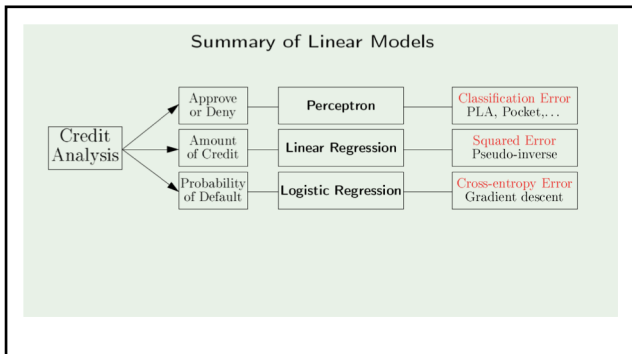 Summary of Linear Models
Credit
Analysis
Approve
or Deny
Perceptron
Classification Error
PLA, Pocket,...
Amount
of Credit
Linear Regression
Squared Error
Pseudo-inverse
Probability
of Default
Logistic Regression
Cross-entropy Error
Gradient descent